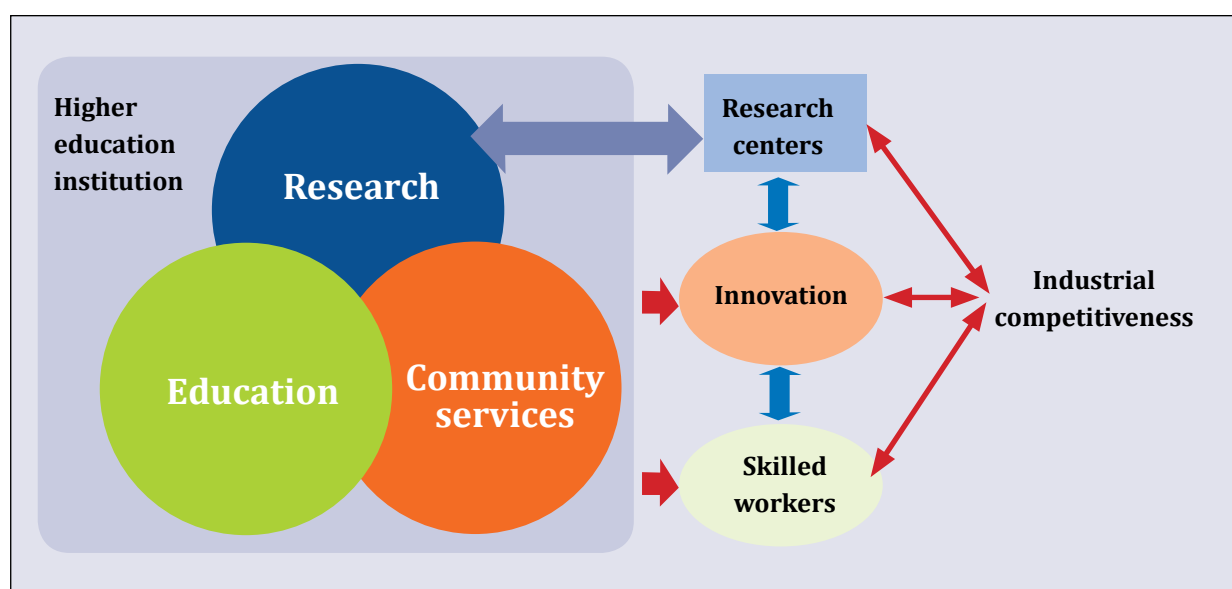 Higher
education
institution
Research
Education
Community
services
Research
centers
Innovation
Skilled
workers
Industrial
competitiveness